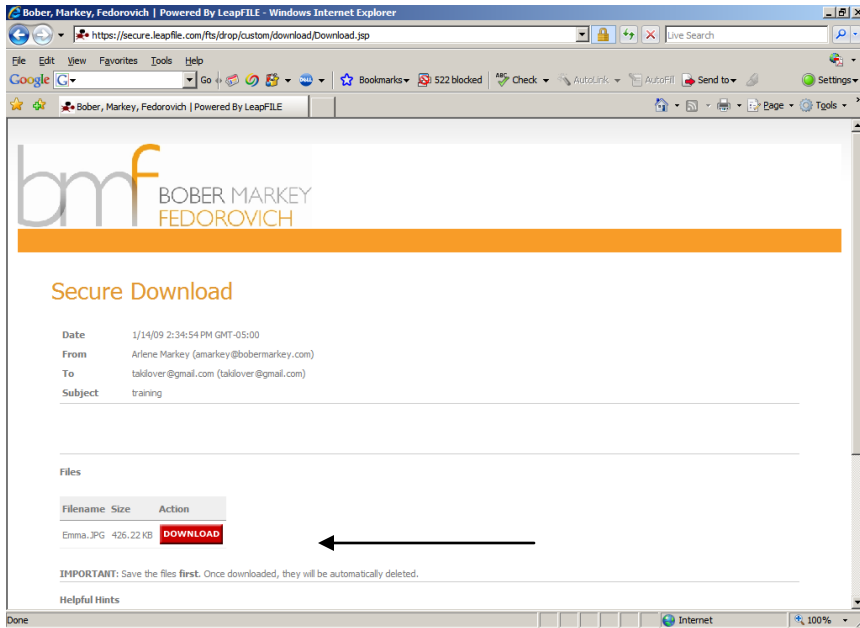 Bober, Markey, Fedorovich | Powered By LeapFILE - Windows Internet Explorer
https://secure.leapfile.com/fts/drop/custom/download/Download.jsp
Live Search
File Edit View Favorites Tools Help
Google G Go Bookmarks 522 blocked ABC Check AutoLink AutoFill Send to Settings
Bober, Markey, Fedorovich | Powered By LeapFILE
Page Tools
bmf
BOBER MARKEY
FEDOROVICH
Secure Download
Date 1/14/09 2:34:54 PM GMT-05:00
From Arlene Markey (amarkey@bobermarkey.com)
To takilover@gmail.com (takilover@gmail.com)
Subject training
Files
Filename Size Action
Emma.JPG 426.22 KB DOWNLOAD
IMPORTANT: Save the files first. Once downloaded, they will be automatically deleted.
Helpful Hints
Done Internet 100%